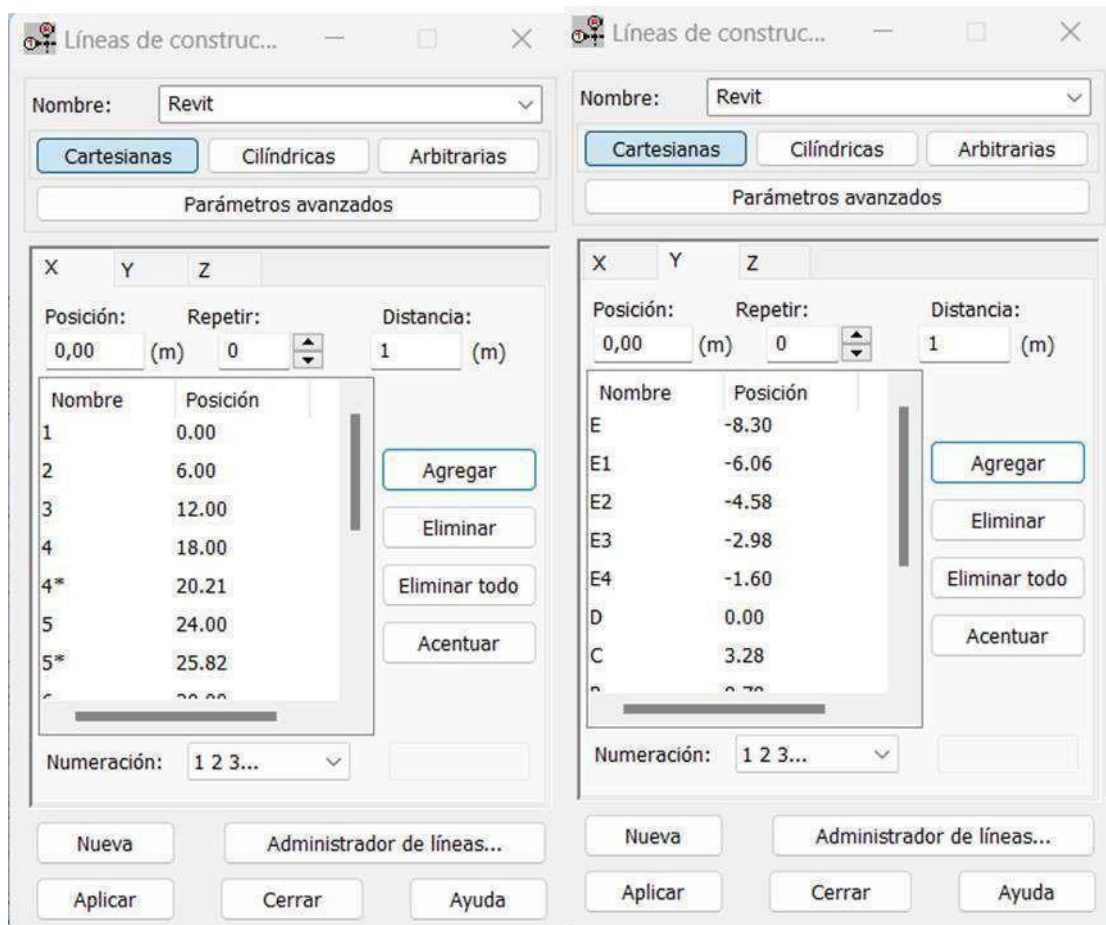 Líneas de construc...
Nombre: Revit
Cartesianas Cilíndricas Arbitrarias
Parámetros avanzados
X Y Z
Posición: Repetir: Distancia:
0,00 (m) 0 1 (m)
Nombre Posición
1 0.00
2 6.00
3 12.00
4 18.00
4* 20.21
5 24.00
5* 25.82
Agregar
Eliminar
Eliminar todo
Acentuar
Numeración: 1 2 3...
Nueva Administrador de líneas...
Aplicar Cerrar Ayuda
Líneas de construc...
Nombre: Revit
Cartesianas Cilíndricas Arbitrarias
Parámetros avanzados
X Y Z
Posición: Repetir: Distancia:
0,00 (m) 0 1 (m)
Nombre Posición
E -8.30
E1 -6.06
E2 -4.58
E3 -2.98
E4 -1.60
D 0.00
C 3.28
Agregar
Eliminar
Eliminar todo
Acentuar
Numeración: 1 2 3...
Nueva Administrador de líneas...
Aplicar Cerrar Ayuda